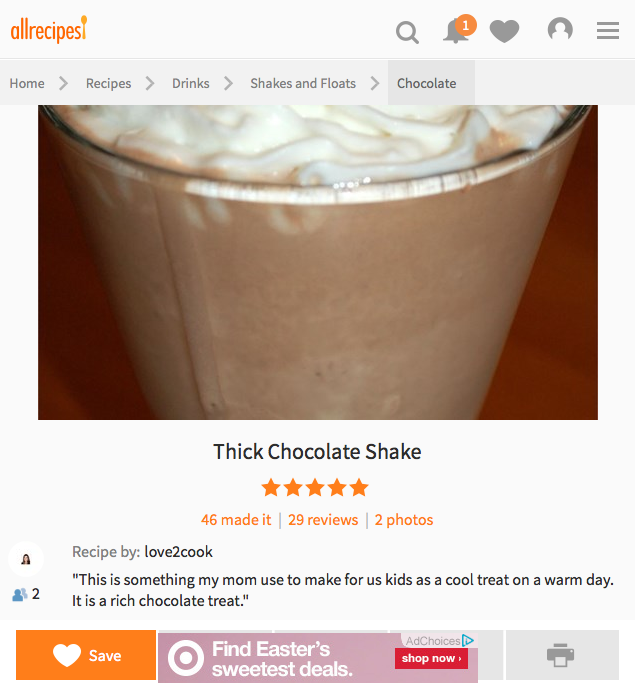 allrecipes
1
Home Recipes Drinks Shakes and Floats Chocolate
Thick Chocolate Shake
46 made it | 29 reviews | 2 photos
Recipe by: love2cook
"This is something my mom use to make for us kids as a cool treat on a warm day.
It is a rich chocolate treat."
2
Save
AdChoices
Find Easter's
sweetest deals.
shop now ›